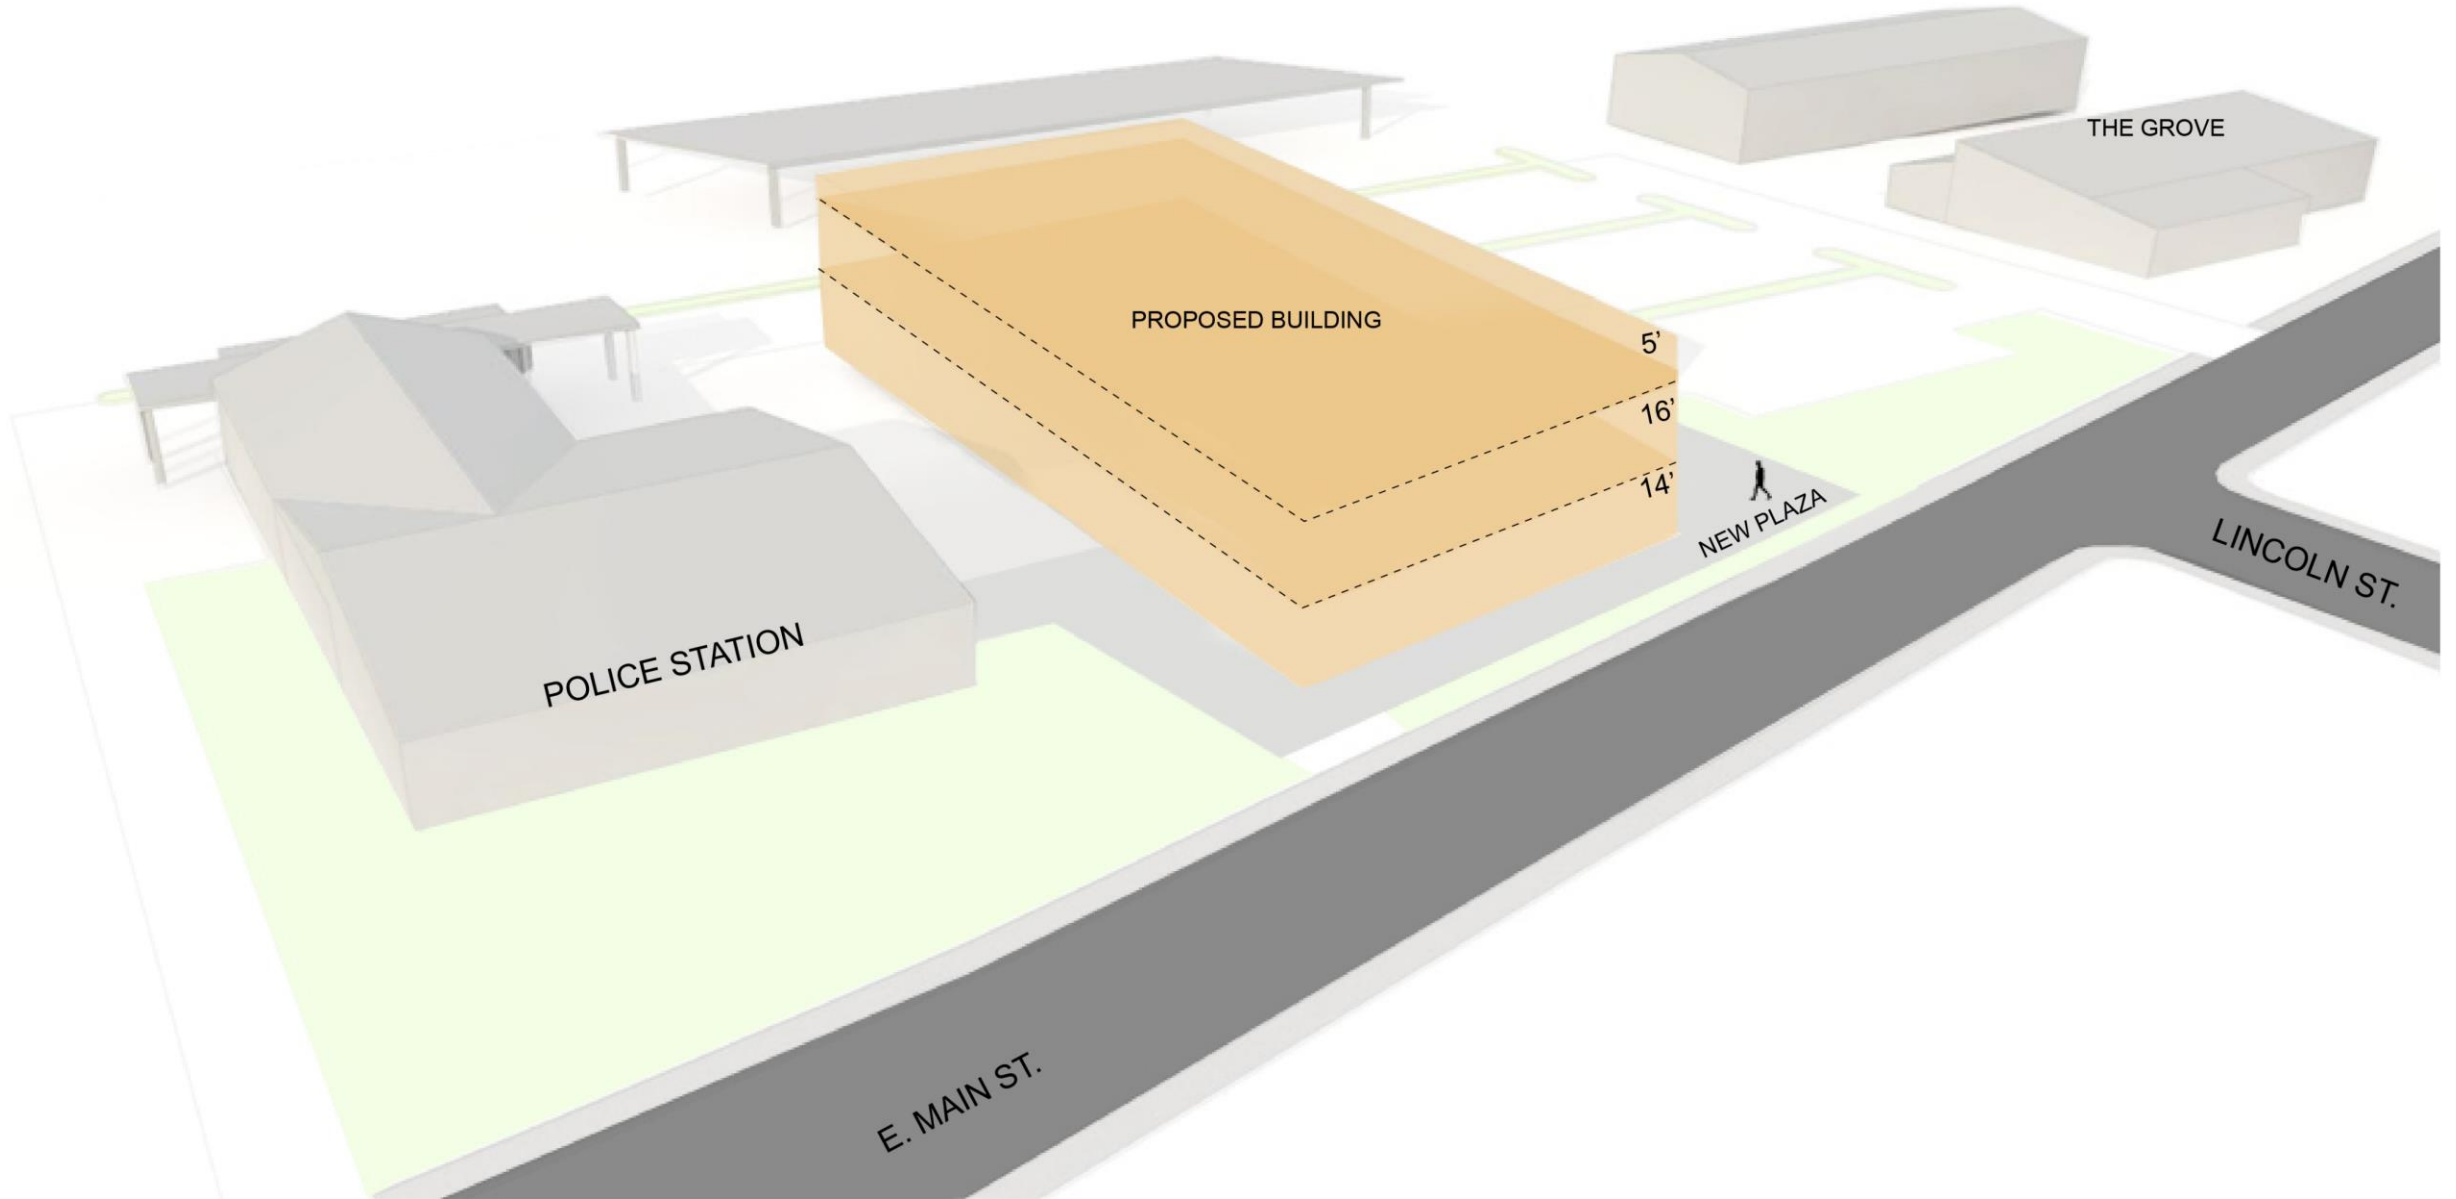 THE GROVE
PROPOSED BUILDING
5'
16'
14'
NEW PLAZA
LINCOLN ST.
POLICE STATION
E. MAIN ST.